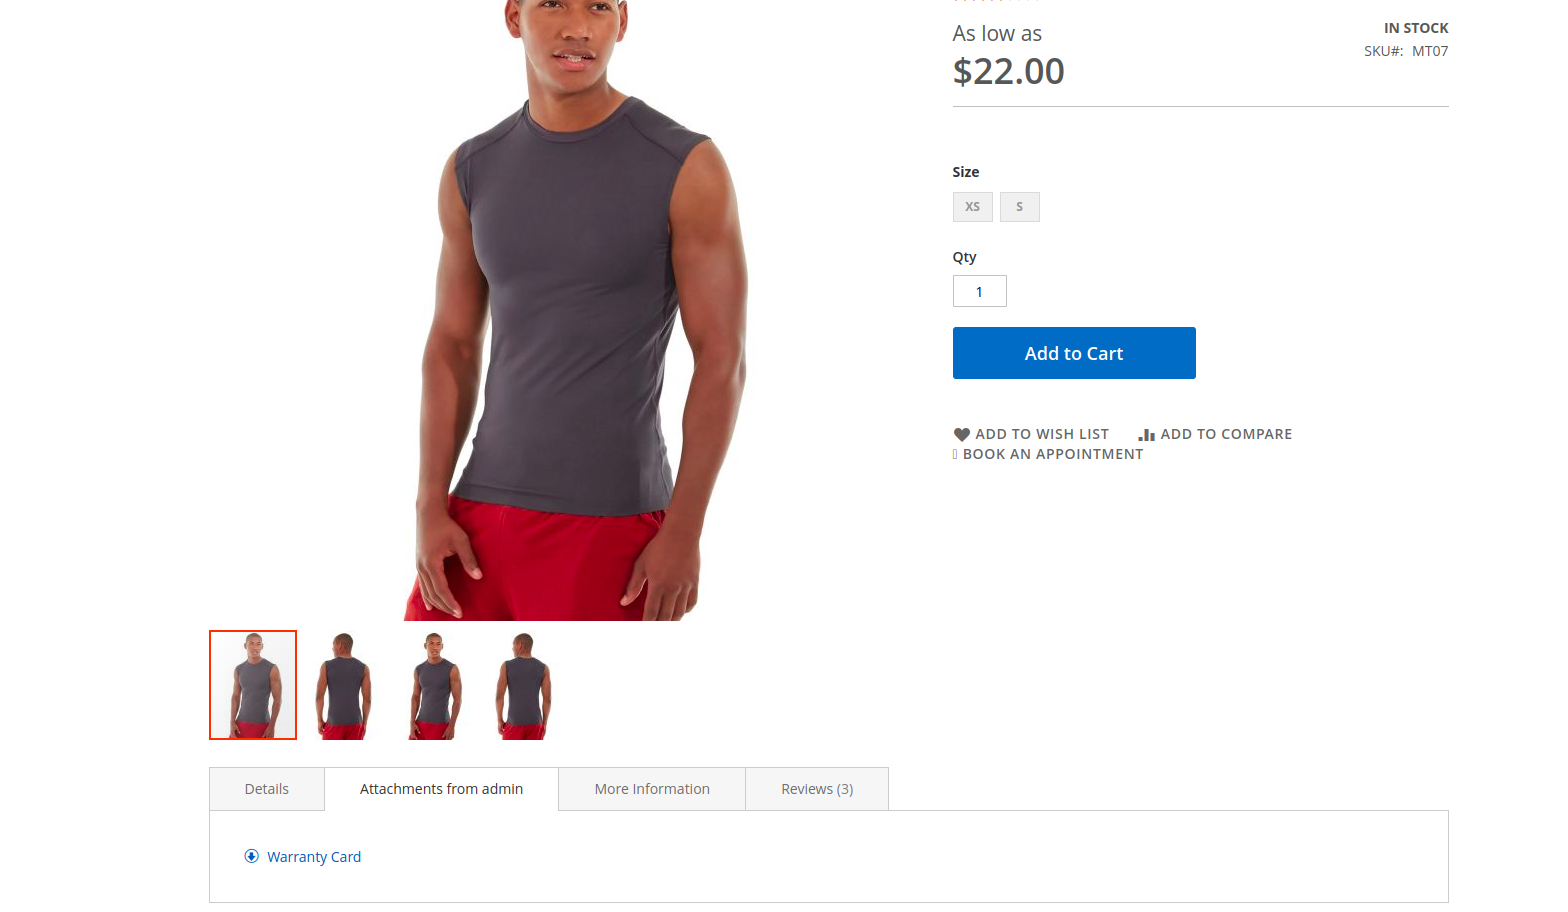 As low as
$22.00
IN STOCK
SKU#: MT07
Size
XS S
Qty
1
Add to Cart
ADD TO WISH LIST ADD TO COMPARE
BOOK AN APPOINTMENT
Details Attachments from admin More Information Reviews (3)
Warranty Card